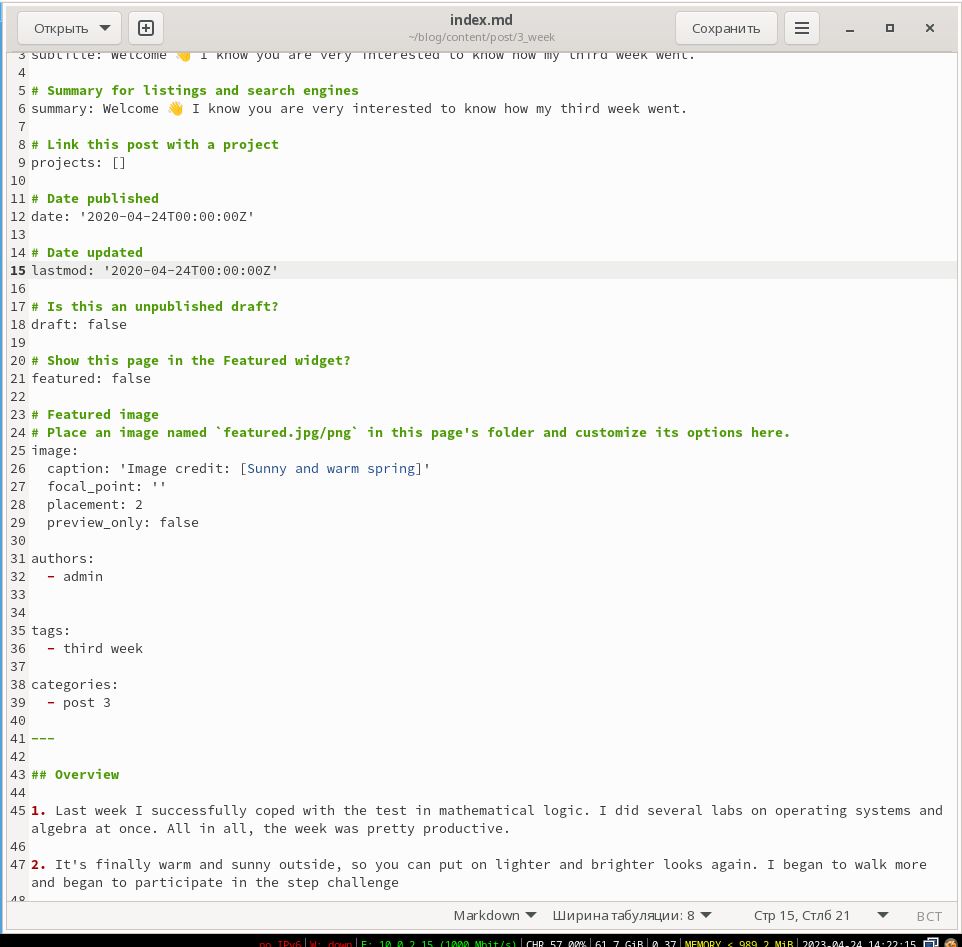 Открыть
index.md
~/blog/content/post/3_week
Сохранить
3 subtitle: Welcome 👋 I know you are very interested to know how my third week went.
4
5 # Summary for listings and search engines
6 summary: Welcome 👋 I know you are very interested to know how my third week went.
7
8 # Link this post with a project
9 projects: []
10
11 # Date published
12 date: '2020-04-24T00:00:00Z'
13
14 # Date updated
15 lastmod: '2020-04-24T00:00:00Z'
16
17 # Is this an unpublished draft?
18 draft: false
19
20 # Show this page in the Featured widget?
21 featured: false
22
23 # Featured image
24 # Place an image named `featured.jpg/png` in this page's folder and customize its options here.
25 image:
26   caption: 'Image credit: [Sunny and warm spring]'
27   focal_point: ''
28   placement: 2
29   preview_only: false
30
31 authors:
32   - admin
33
34
35 tags:
36   - third week
37
38 categories:
39   - post 3
40
41 ---
42
43 ## Overview
44
45 1. Last week I successfully coped with the test in mathematical logic. I did several labs on operating systems and
algebra at once. All in all, the week was pretty productive.
46
47 2. It's finally warm and sunny outside, so you can put on lighter and brighter looks again. I began to walk more
and began to participate in the step challenge
48
Markdown Ширина табуляции: 8 Стр 15, Стлб 21 ВСТ
no IPv6 W: down E: 10.0.2.15 (1000 Mbit/s) CHR 57.00% 61.7 GiB 0.37 MEMORY < 989.2 MiB 2023-04-24 14:22:15